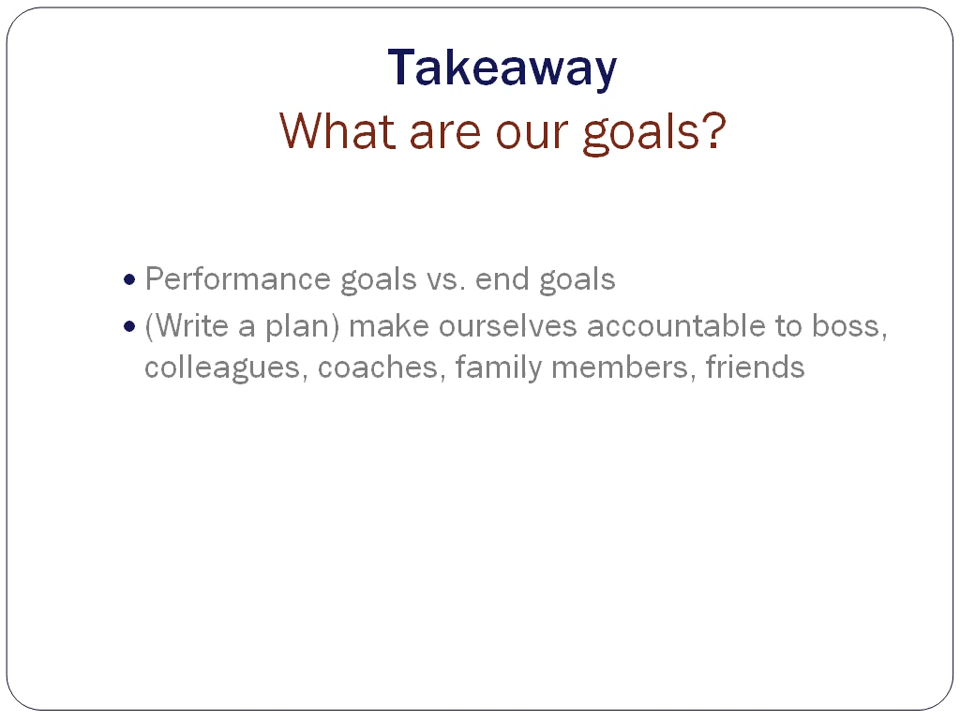 Takeaway
What are our goals?
• Performance goals vs. end goals
• (Write a plan) make ourselves accountable to boss,
colleagues, coaches, family members, friends